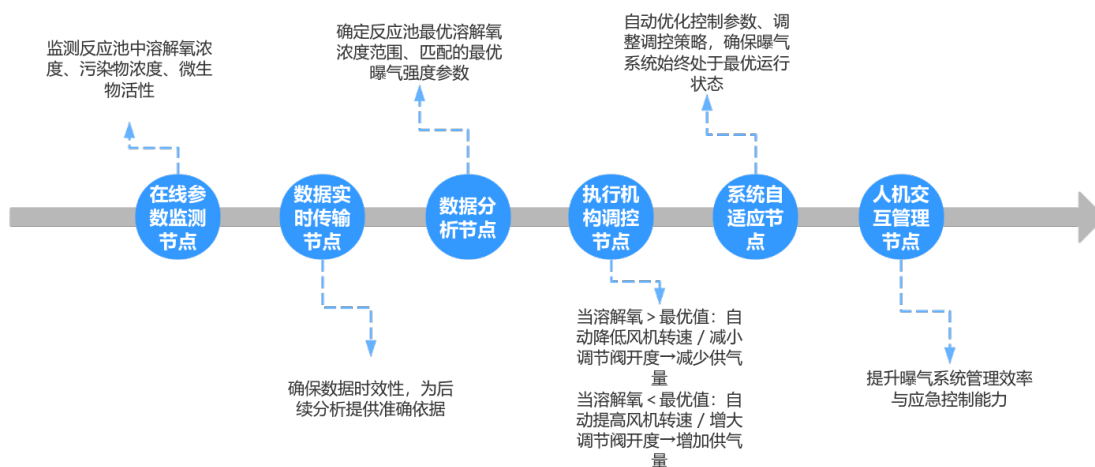 监测反应池中溶解氧浓
度、污染物浓度、微生
物活性
确定反应池最优溶解氧
浓度范围、匹配的最优
曝气强度参数
自动优化控制参数、调
整调控策略，确保曝气
系统始终处于最优运行
状态
在线参
数监测
节点
数据实
时传输
节点
数据分
析节点
执行机
构调控
节点
系统自
适应节
点
人机交
互管理
节点
确保数据时效性，为后
续分析提供准确依据
当溶解氧 > 最优值：自
动降低风机转速 / 减小
调节阀开度→减少供气
量
当溶解氧 < 最优值：自
动提高风机转速 / 增大
调节阀开度→增加供气
量
提升曝气系统管理效率
与应急控制能力